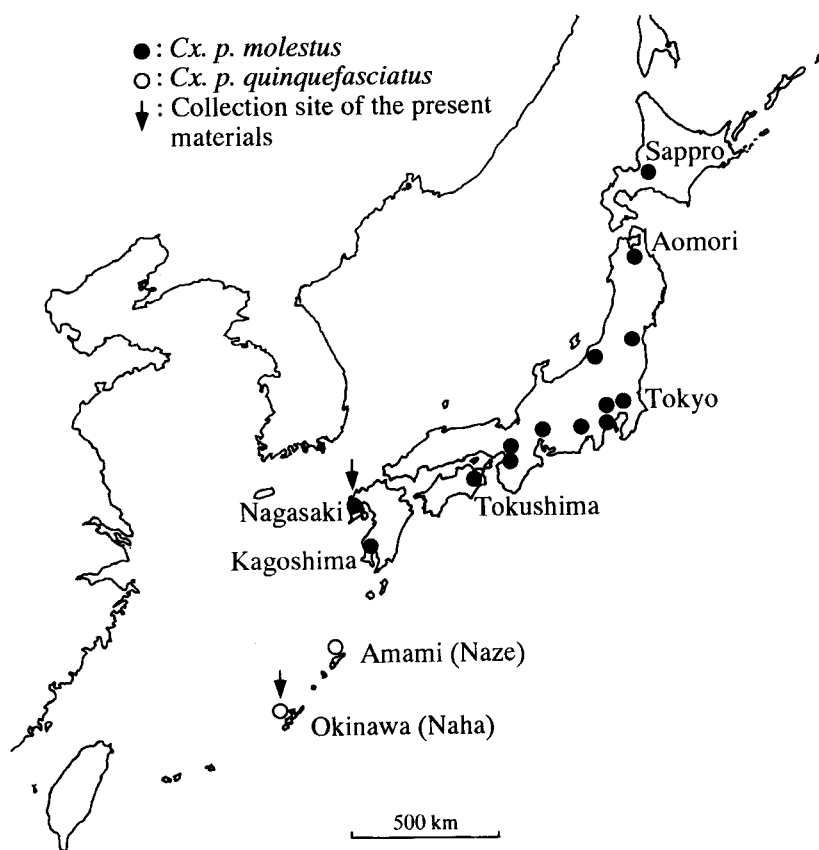 ● : Cx. p. molestus
○ : Cx. p. quinquefasciatus
↓ : Collection site of the present
materials
Sappro
Aomori
Tokyo
Nagasaki
Tokushima
Kagoshima
Amami (Naze)
Okinawa (Naha)
500 km